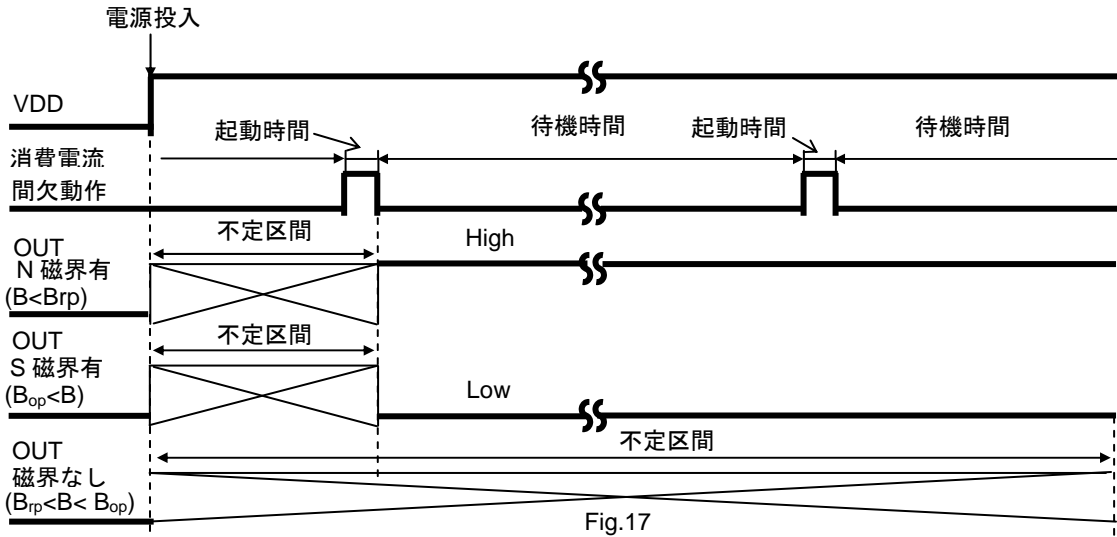 電源投入
VDD
起動時間
待機時間
起動時間
待機時間
消費電流
間欠動作
不定区間
High
OUT
N 磁界有
(B<Brp)
不定区間
OUT
S 磁界有
(Bop<B)
Low
不定区間
OUT
磁界なし
(Brp<B< Bop)
Fig.17